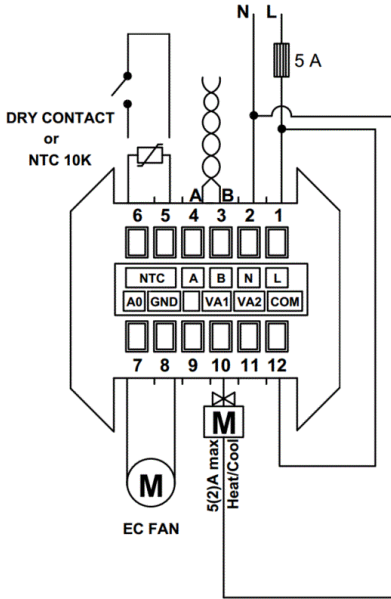 N L
5 A
DRY CONTACT
or
NTC 10K
A B
6 5 4 3 2 1
NTC A B N L
A0 GND VA1 VA2 COM
7 8 9 10 11 12
M
M
5(2)A max
Heat/Cool
EC FAN